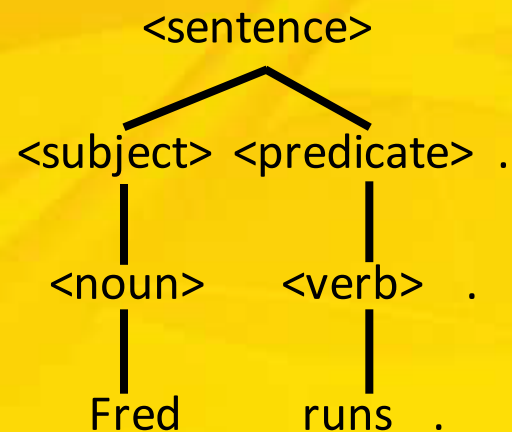 <sentence>
<subject> <predicate> .
<noun> <verb> .
Fred runs .